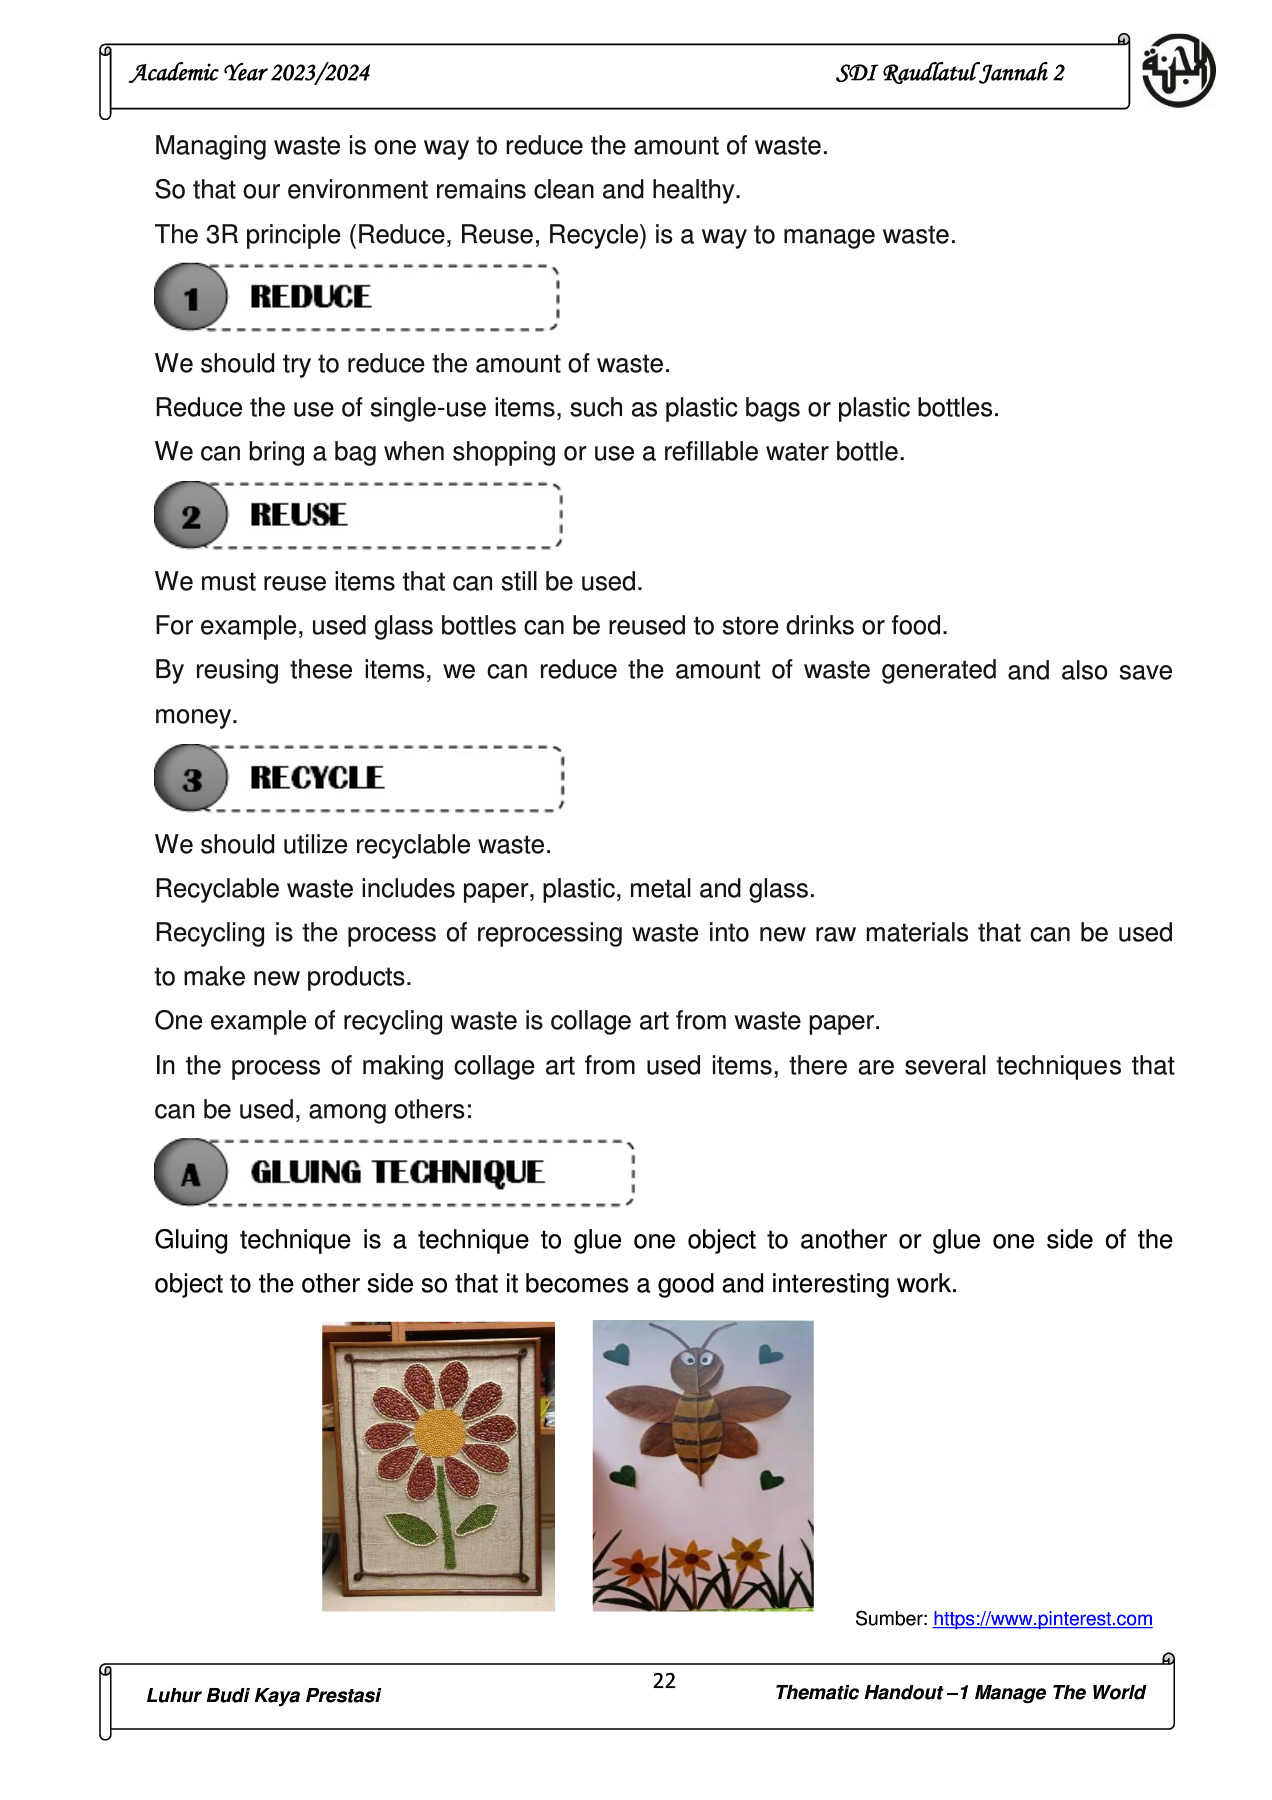 Academic Year 2023/2024 SDI Raudlatul Jannah 2
Managing waste is one way to reduce the amount of waste.
So that our environment remains clean and healthy.
The 3R principle (Reduce, Reuse, Recycle) is a way to manage waste.
1 REDUCE
We should try to reduce the amount of waste.
Reduce the use of single-use items, such as plastic bags or plastic bottles.
We can bring a bag when shopping or use a refillable water bottle.
2 REUSE
We must reuse items that can still be used.
For example, used glass bottles can be reused to store drinks or food.
By reusing these items, we can reduce the amount of waste generated and also save
money.
3 RECYCLE
We should utilize recyclable waste.
Recyclable waste includes paper, plastic, metal and glass.
Recycling is the process of reprocessing waste into new raw materials that can be used
to make new products.
One example of recycling waste is collage art from waste paper.
In the process of making collage art from used items, there are several techniques that
can be used, among others:
A GLUING TECHNIQUE
Gluing technique is a technique to glue one object to another or glue one side of the
object to the other side so that it becomes a good and interesting work.
Sumber: https://www.pinterest.com
Luhur Budi Kaya Prestasi 22 Thematic Handout –1 Manage The World